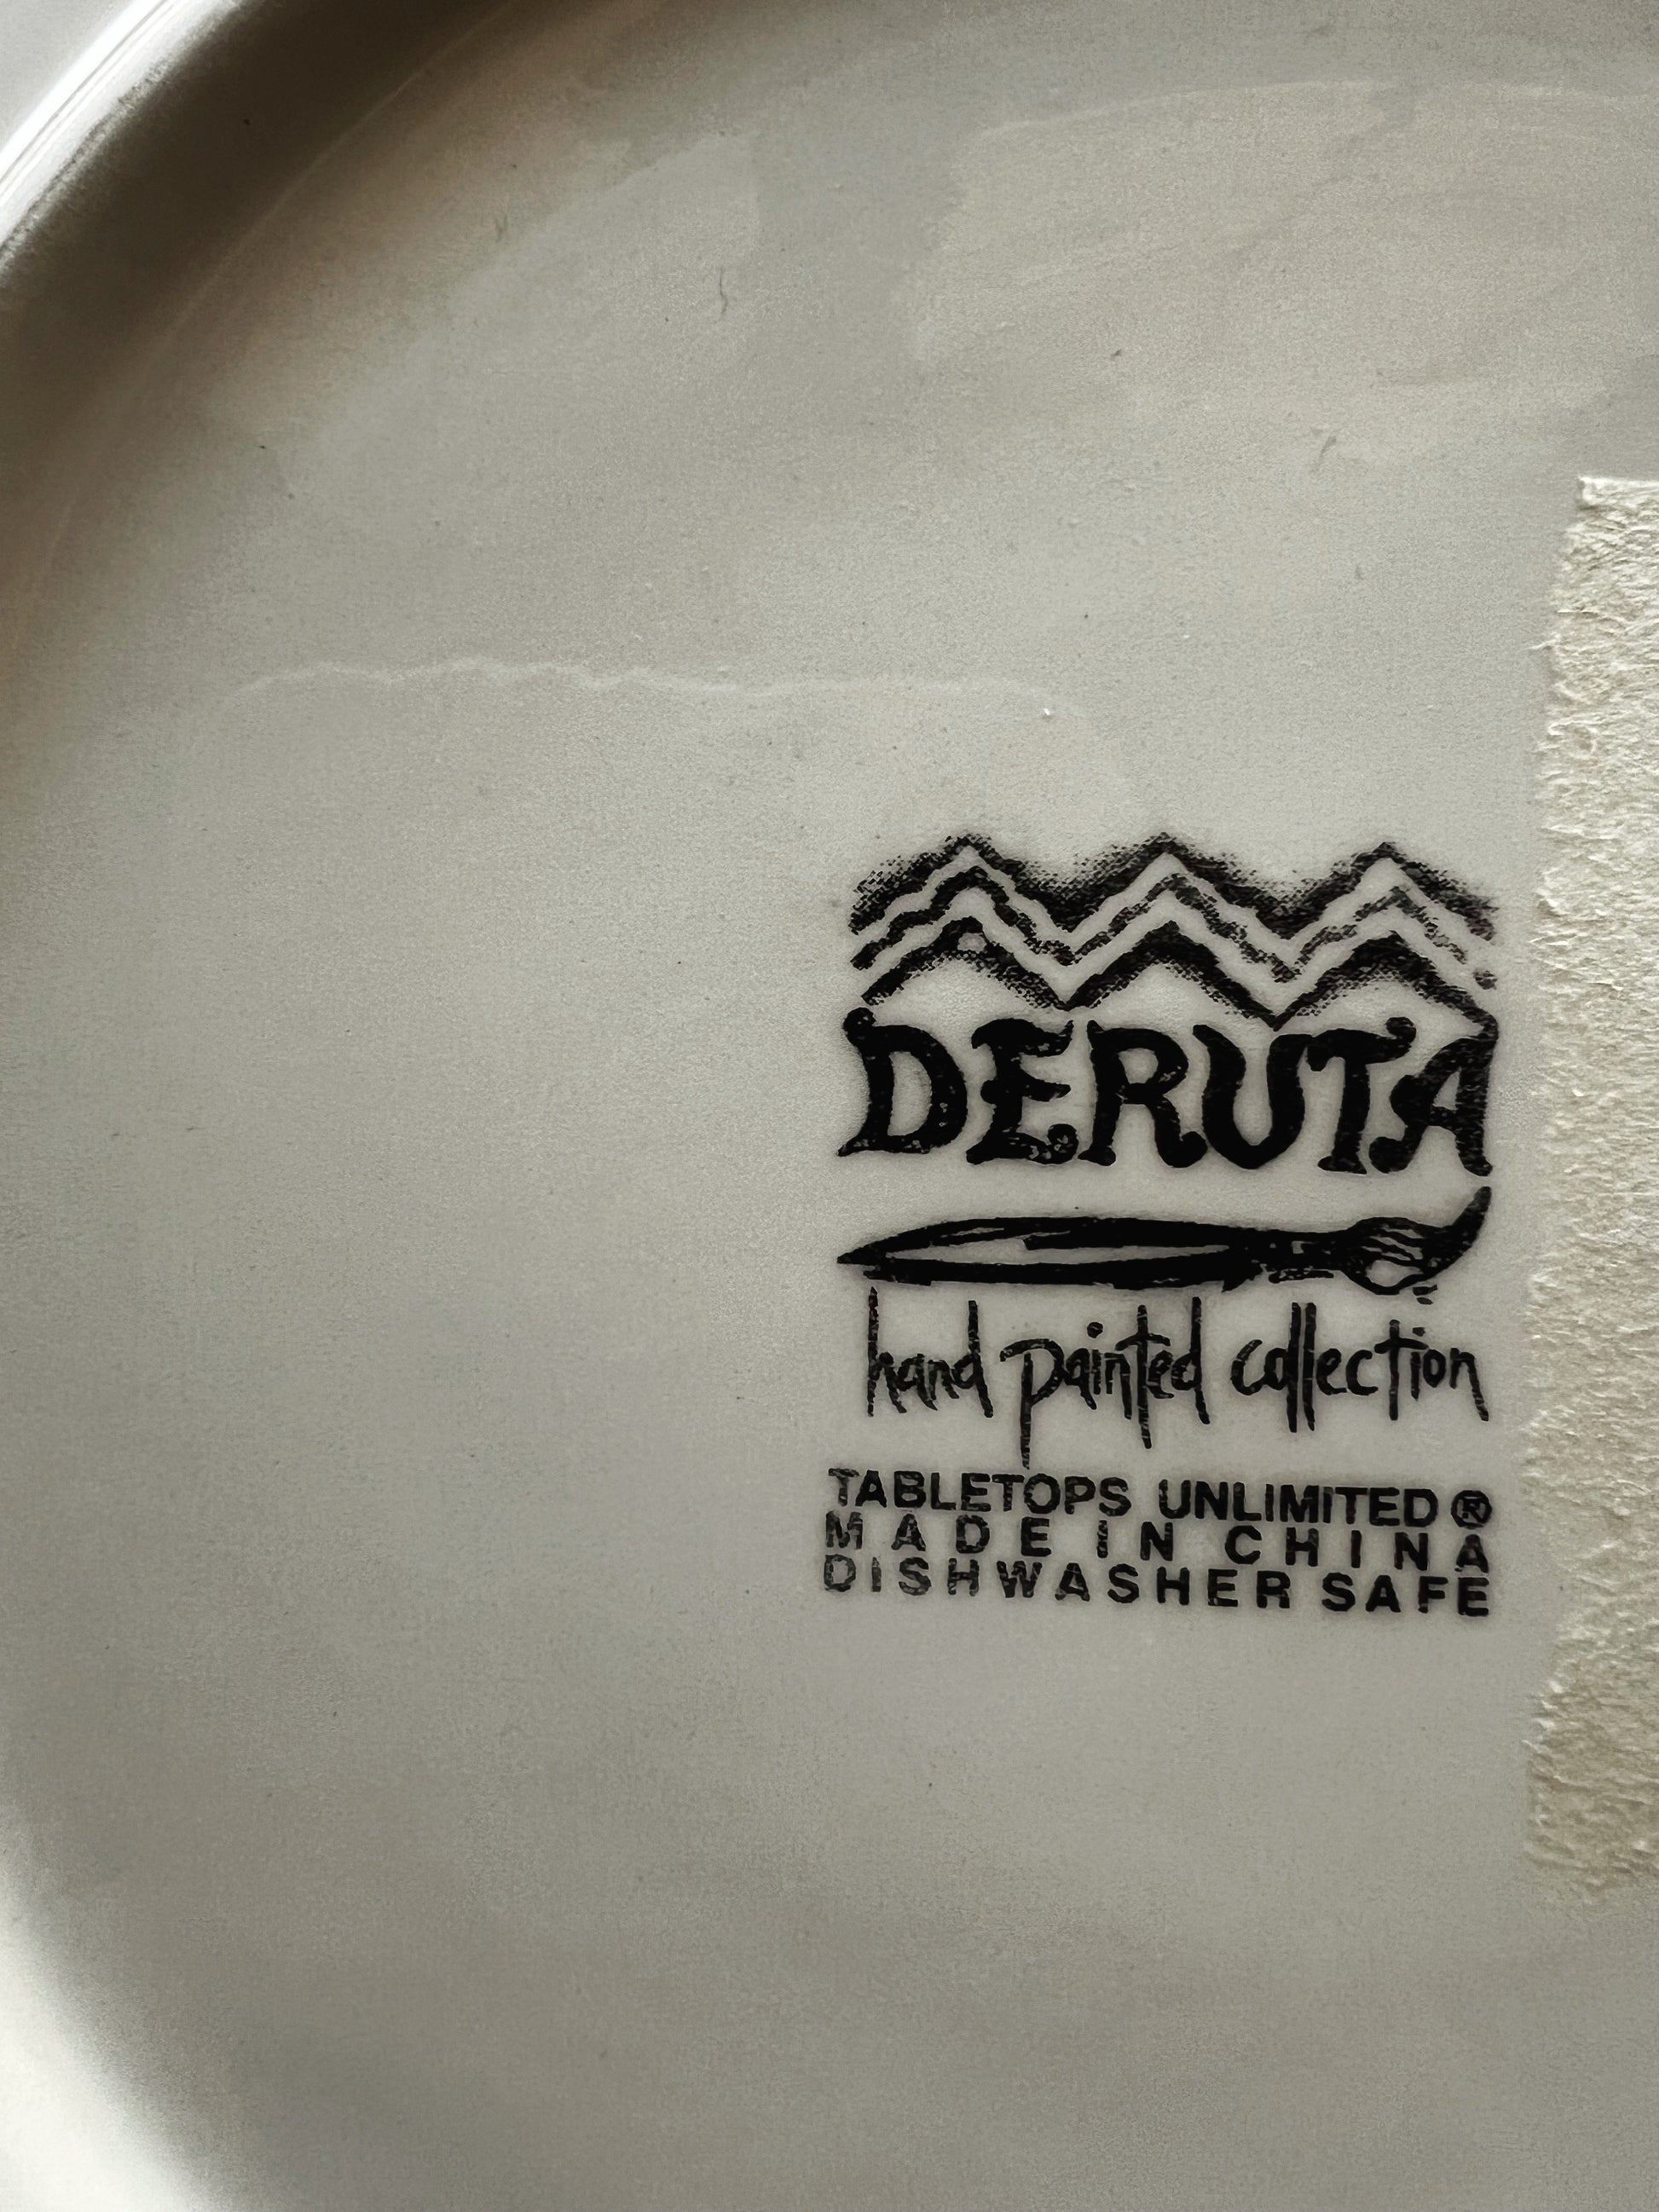 DERUTA
hand painted collection
TABLETOPS UNLIMITED®
MADE IN CHINA
DISHWASHER SAFE